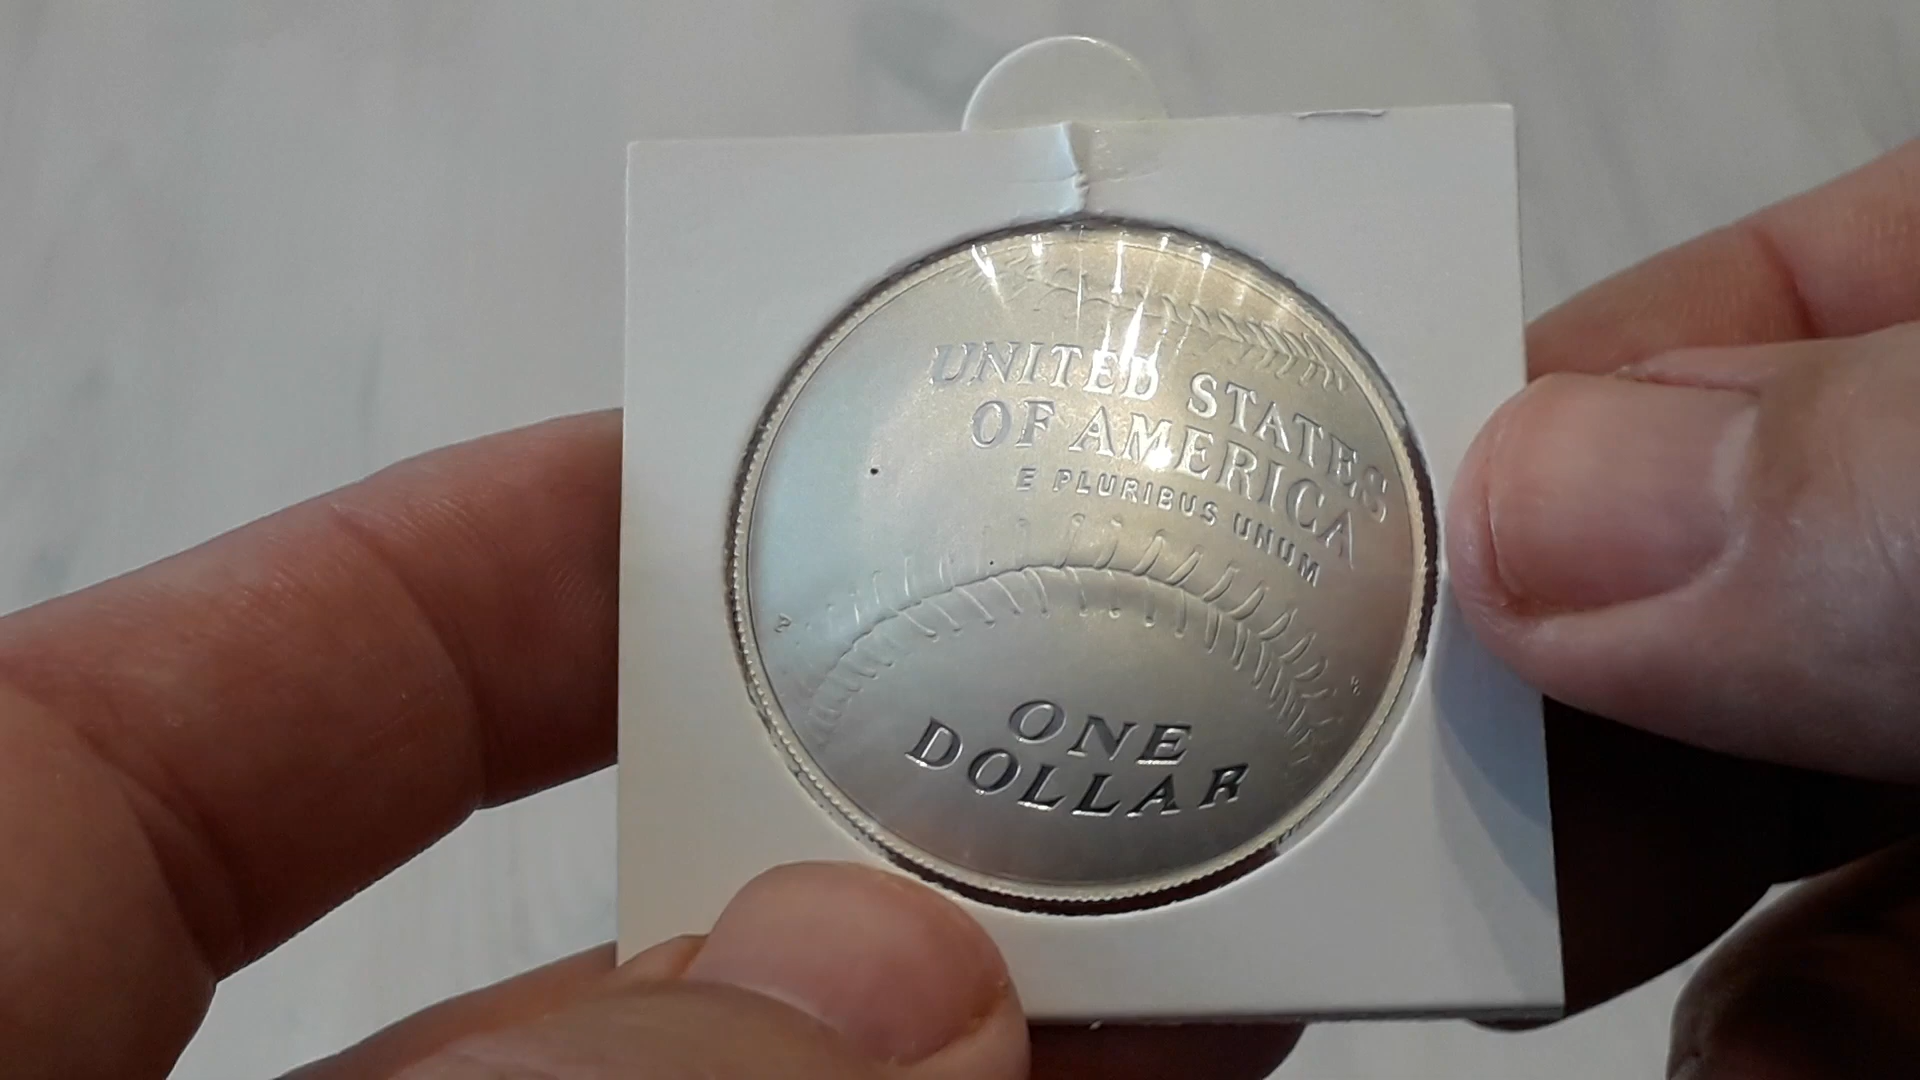 UNITED STATES
OF AMERICA
E PLURIBUS UNUM
P
ONE
DOLLAR